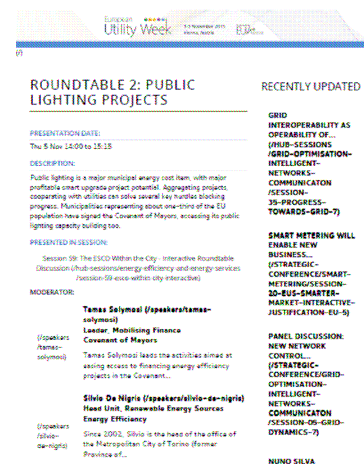 European
Utility Week
3-5 November 2015
Vienna, Austria
(/)
ROUNDTABLE 2: PUBLIC
LIGHTING PROJECTS
PRESENTATION DATE:
Thu 5 Nov 14:00 to 15:15
DESCRIPTION:
Public lighting is a major municipal energy cost item, with major
profitable smart upgrade project potential. Aggregating projects,
cooperating with utilities can solve several key hurdles blocking
progress. Municipalities representing about one-third of the EU
population have signed the Covenant of Mayors, accessing its public
lighting capacity building too.
PRESENTED IN SESSION:
Session 59: The ESCO Within the City - Interactive Roundtable
Discussion (/hub-sessions/energy-efficiency-and-energy-services
/session-59-esco-within-city-interactive)
MODERATOR:
(/speakers
/tamas-
solymosi)
Tamas Solymosi (/speakers/tamas-
solymosi)
Leader, Mobilising Finance
Covenant of Mayors
Tamas Solymosi leads the activities aimed at
easing access to financing energy efficiency
projects in the Covenant...
(/speakers
/silvio-
de-nigris)
Silvio De Nigris (/speakers/silvio-de-nigris)
Head Unit, Renewable Energy Sources
Energy Efficiency
Since 2002, Silvio is the head of the office of
the Metropolitan City of Torino (former
Province of...
RECENTLY UPDATED
GRID
INTEROPERABILITY AS
OPERABILITY OF...
(/HUB-SESSIONS
/GRID-OPTIMISATION-
INTELLIGENT-
NETWORKS-
COMMUNICATON
/SESSION-
35-PROGRESS-
TOWARDS-GRID-7)
SMART METERING WILL
ENABLE NEW
BUSINESS...
(/STRATEGIC-
CONFERENCE/SMART-
METERING/SESSION-
20-EUS-SMARTER-
MARKET-INTERACTIVE-
JUSTIFICATION-EU-5)
PANEL DISCUSSION:
NEW NETWORK
CONTROL...
(/STRATEGIC-
CONFERENCE/GRID-
OPTIMISATION-
INTELLIGENT-
NETWORKS-
COMMUNICATON
/SESSION-05-GRID-
DYNAMICS-7)
NUNO SILVA